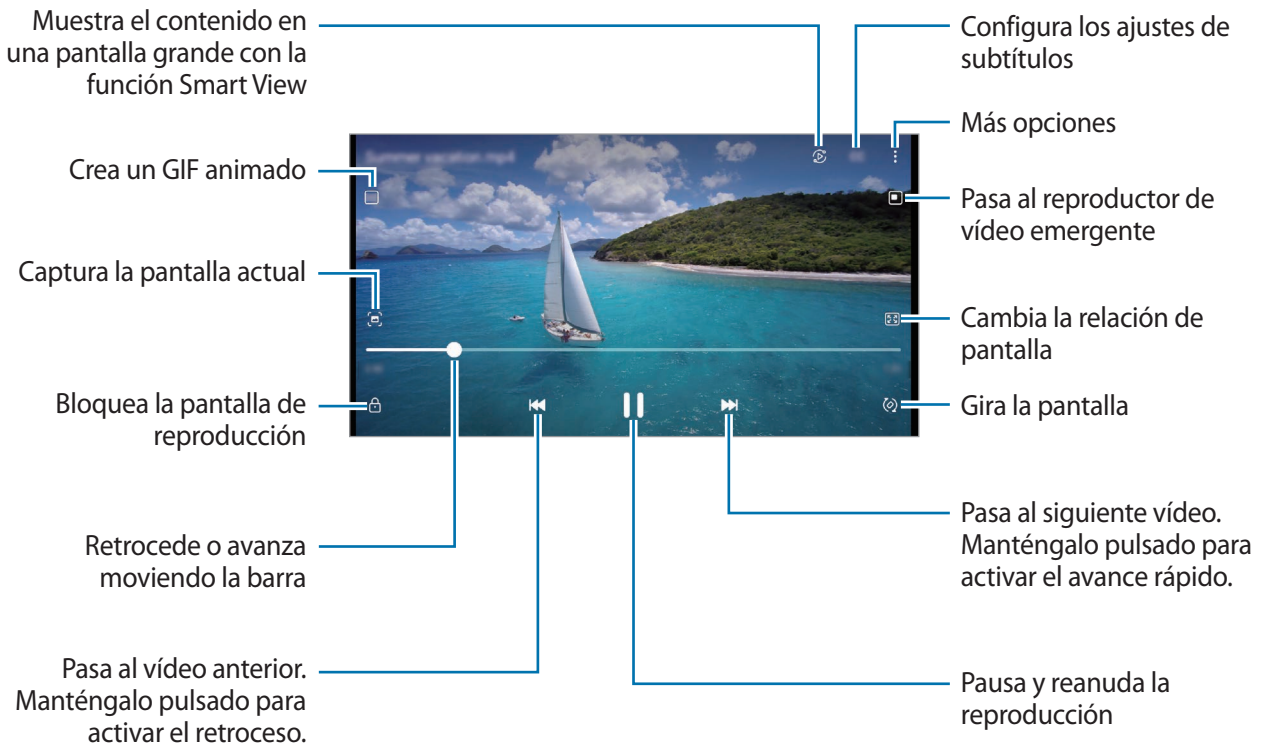 Muestra el contenido en
una pantalla grande con la
función Smart View
Crea un GIF animado
Captura la pantalla actual
Bloquea la pantalla de
reproducción
Retrocede o avanza
moviendo la barra
Pasa al vídeo anterior.
Manténgalo pulsado para
activar el retroceso.
Configura los ajustes de
subtítulos
Más opciones
Pasa al reproductor de
vídeo emergente
Cambia la relación de
pantalla
Gira la pantalla
Pasa al siguiente vídeo.
Manténgalo pulsado para
activar el avance rápido.
Pausa y reanuda la
reproducción